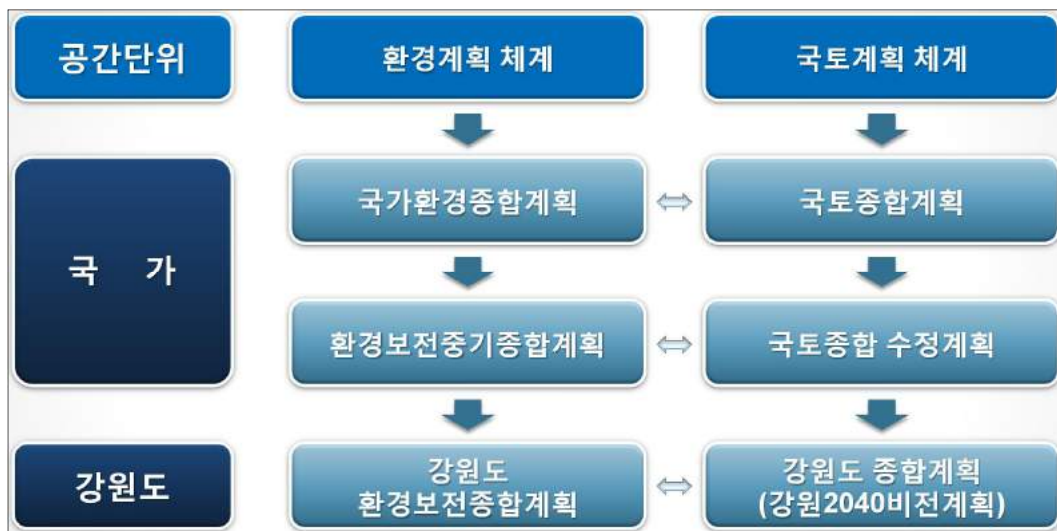 공간단위
환경계획 체계
국토계획 체계
국 가
국가환경종합계획
국토종합계획
환경보전중기종합계획
국토종합 수정계획
강원도
강원도
환경보전종합계획
강원도 종합계획
(강원2040비전계획)